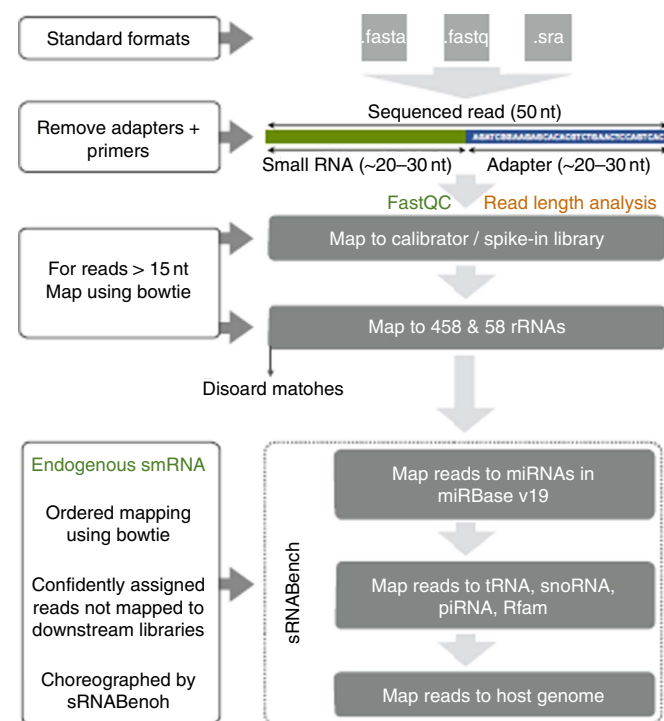 Standard formats
.fasta
.fastq
.sra
Remove adapters +
primers
Sequenced read (50 nt)
Small RNA (~20–30 nt)
Adapter (~20–30 nt)
FastQC
Read length analysis
For reads > 15 nt
Map using bowtie
Map to calibrator / spike-in library
Map to 458 & 58 rRNAs
Disoard matohes
Endogenous smRNA
Ordered mapping
using bowtie
Confidently assigned
reads not mapped to
downstream libraries
Choreographed by
sRNABenoh
sRNABench
Map reads to miRNAs in
miRBase v19
Map reads to tRNA, snoRNA,
piRNA, Rfam
Map reads to host genome